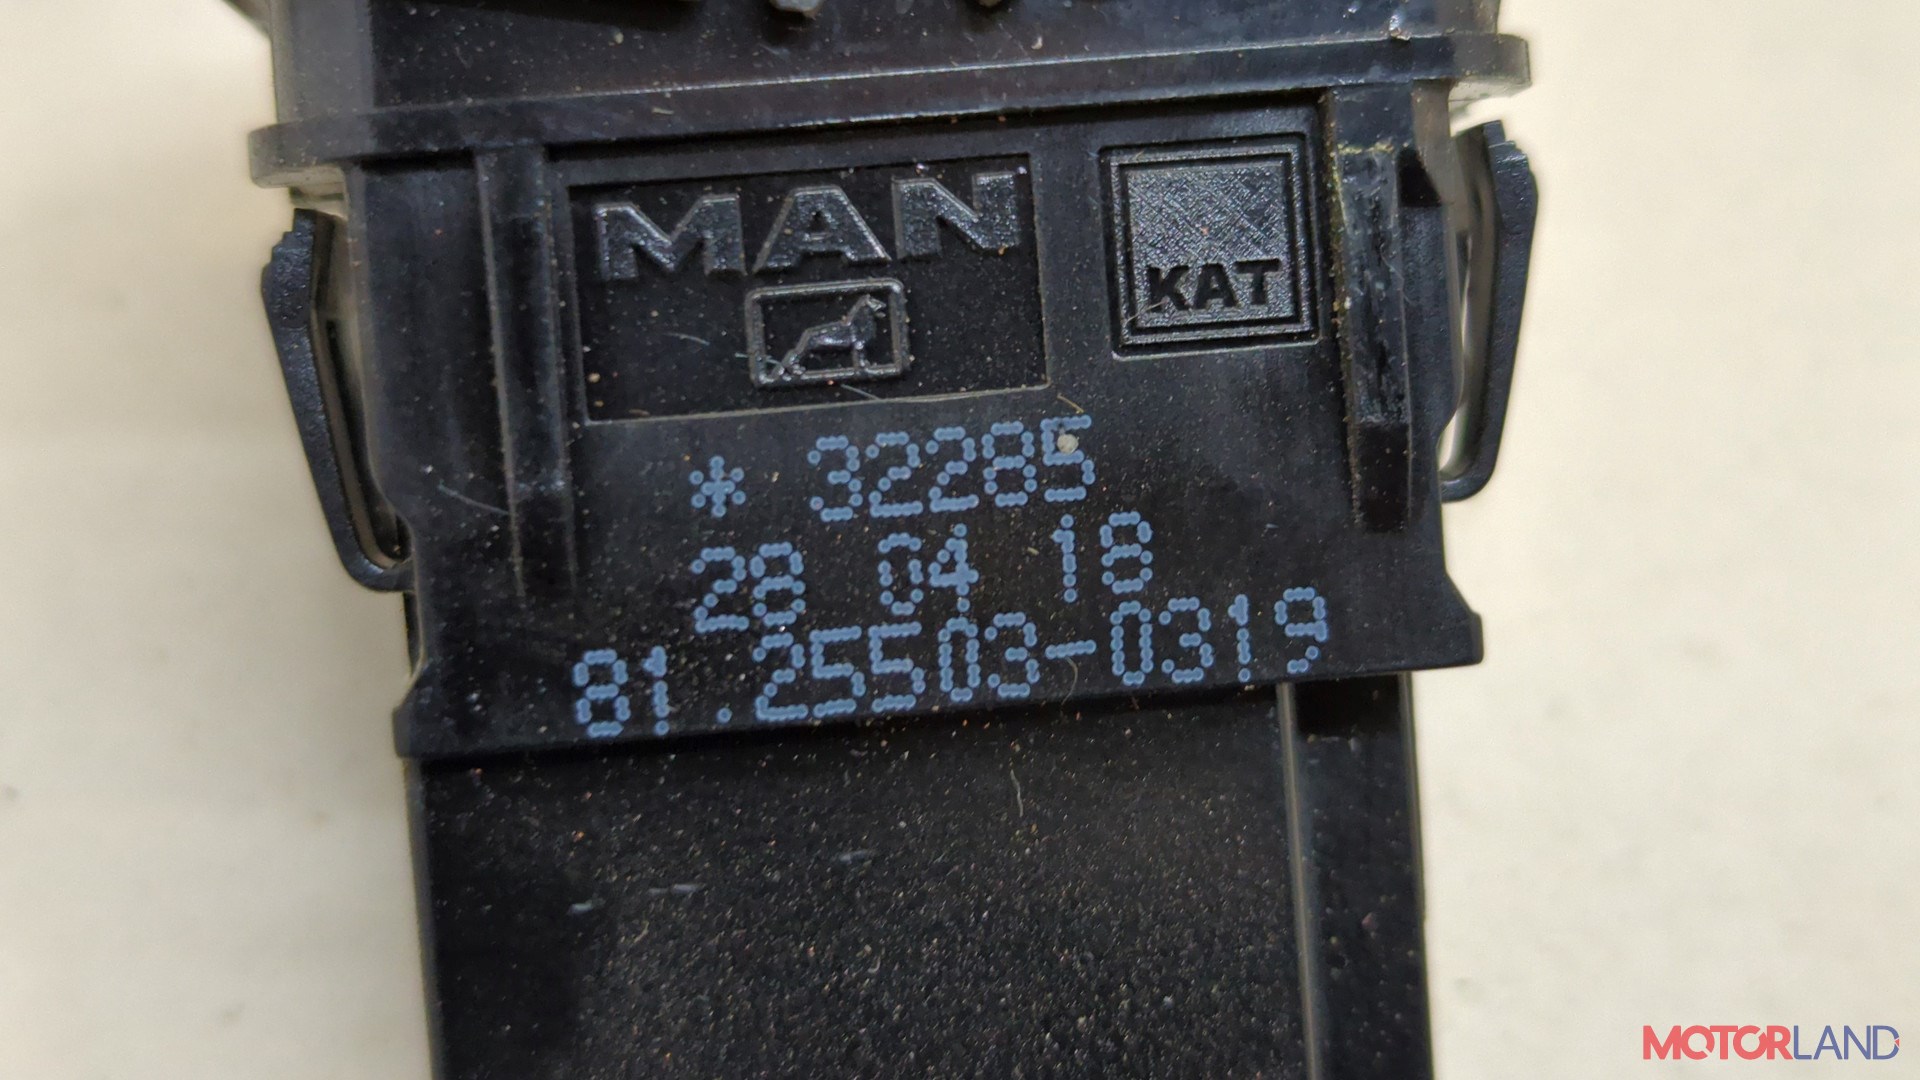 MAN
KAT
* 32285
28 04 18
81.25503-0319
MOTORLAND